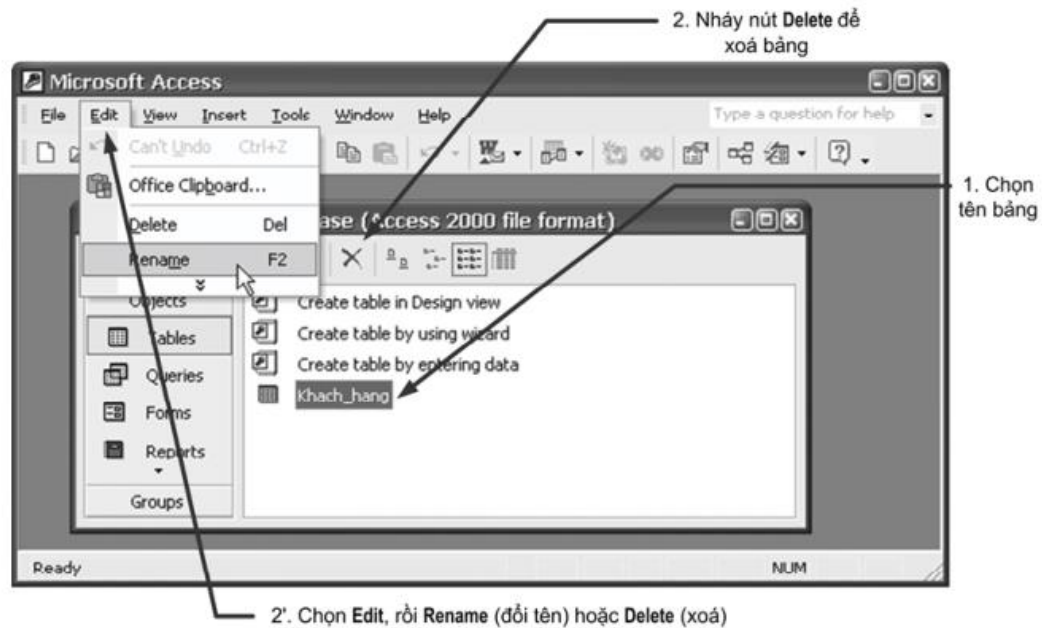 2. Nháy nút Delete để
xoá bảng
Microsoft Access
File Edit View Insert Tools Window Help
Type a question for help
Can't Undo Ctrl+Z
Office Clipboard...
1. Chọn
tên bảng
Delete Del
ase (Access 2000 file format)
Rename F2
Objects
Create table in Design view
Tables
Create table by using wizard
Queries
Create table by entering data
Khach_hang
Forms
Reports
Groups
Ready
NUM
2'. Chọn Edit, rồi Rename (đổi tên) hoặc Delete (xoá)